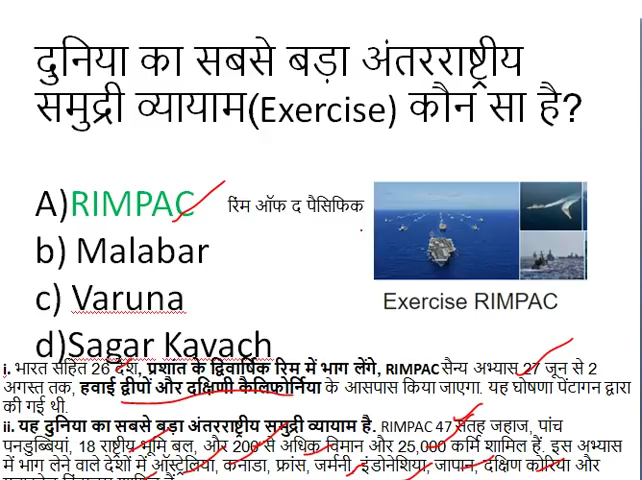 दुनिया का सबसे बड़ा अंतरराष्ट्रीय
समुद्री व्यायाम(Exercise) कौन सा है?
A)RIMPAC रिंग ऑफ द पैसिफिक
b) Malabar
c) Varuna
d)Sagar Kavach
Exercise RIMPAC
i. भारत सहित 26 देश, प्रशांत के द्विवार्षिक रिम में भाग लेंगे, RIMPAC सैन्य अभ्यास 27 जून से 2
अगस्त तक, हवाई द्वीपों और दक्षिणी कैलिफोर्निया के आसपास किया जाएगा. यह घोषणा पेंटागन द्वारा
की गई थी.
ii. यह दुनिया का सबसे बड़ा अंतरराष्ट्रीय समुद्री व्यायाम है. RIMPAC 47 सतह जहाज, पांच
पनडुब्बियां, 18 राष्ट्रीय भूमि बल, और 200 से अधिक विमान और 25,000 कर्मि शामिल हैं. इस अभ्यास
में भाग लेने वाले देशों में ऑस्ट्रेलिया, कनाडा, फ्रांस, जर्मनी, इंडोनेशिया, जापान, दक्षिण कोरिया और